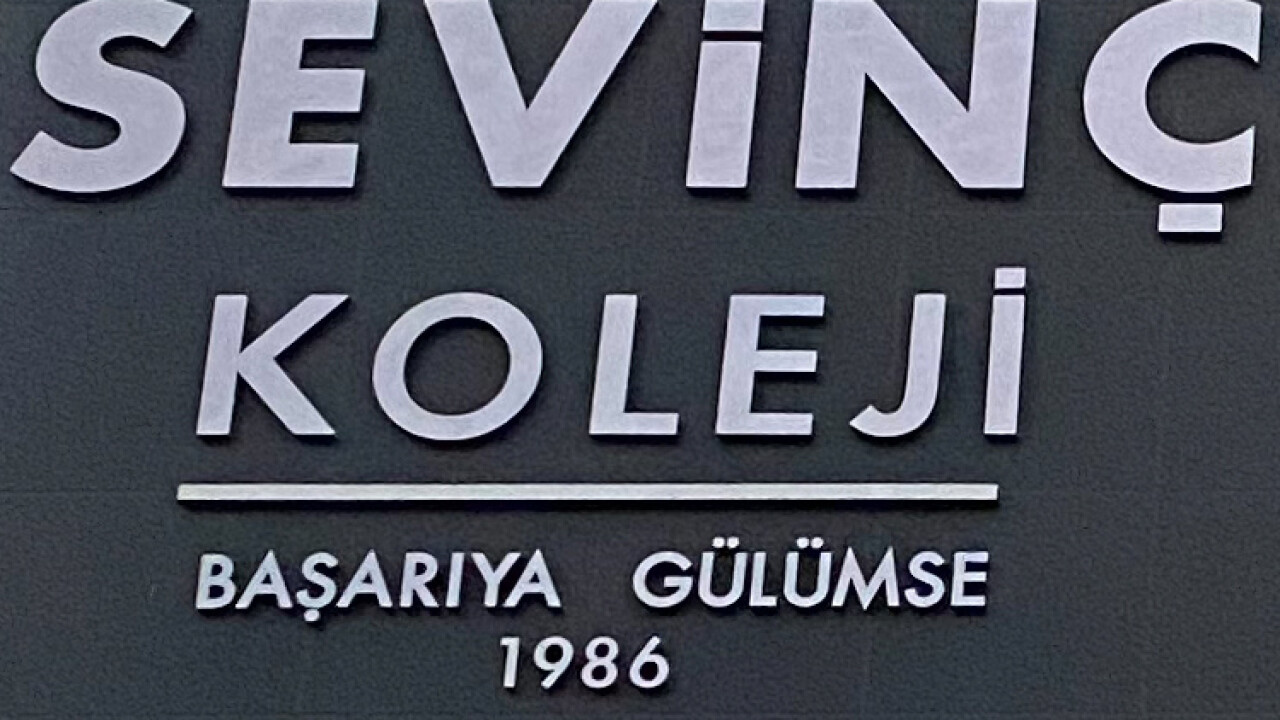 SEVİNÇ
KOLEJİ
BAŞARIYA GÜLÜMSE
1986